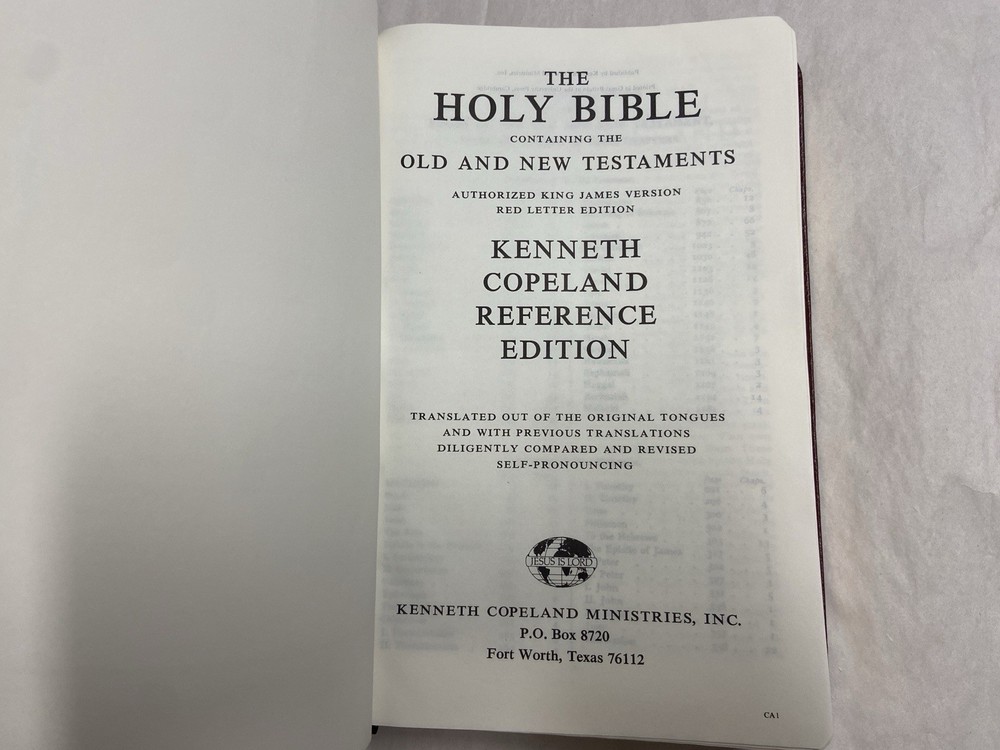 THE
HOLY BIBLE
CONTAINING THE
OLD AND NEW TESTAMENTS
AUTHORIZED KING JAMES VERSION
RED LETTER EDITION
KENNETH
COPELAND
REFERENCE
EDITION
TRANSLATED OUT OF THE ORIGINAL TONGUES
AND WITH PREVIOUS TRANSLATIONS
DILIGENTLY COMPARED AND REVISED
SELF-PRONOUNCING
JESUS IS LORD
KENNETH COPELAND MINISTRIES, INC.
P.O. Box 8720
Fort Worth, Texas 76112
CA1